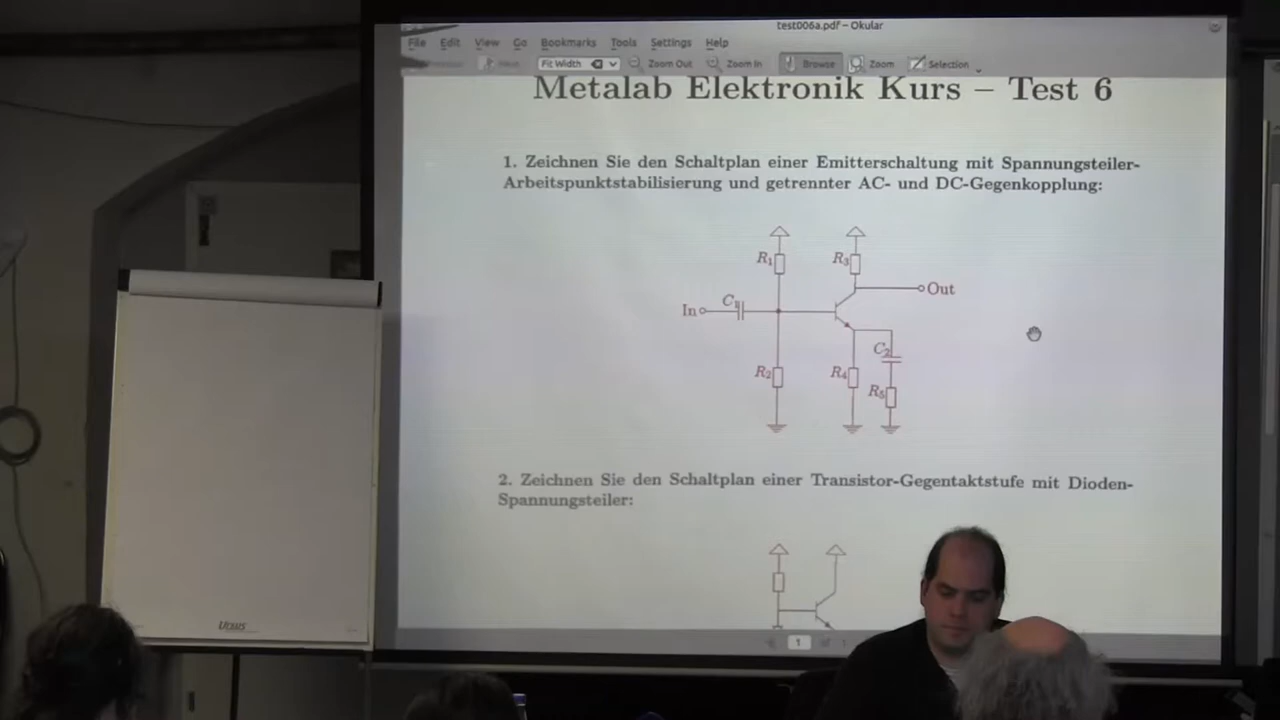 test006a.pdf – Okular
File Edit View Go Bookmarks Tools Settings Help
Fit Width Zoom Out Zoom In Browse Zoom Selection
Metalab Elektronik Kurs – Test 6
1. Zeichnen Sie den Schaltplan einer Emitterschaltung mit Spannungsteiler-
Arbeitspunktstabilisierung und getrennter AC- und DC-Gegenkopplung:
R1 R3
Out
In C1
C2
R2 R4
R5
2. Zeichnen Sie den Schaltplan einer Transistor-Gegentaktstufe mit Dioden-
Spannungsteiler:
1